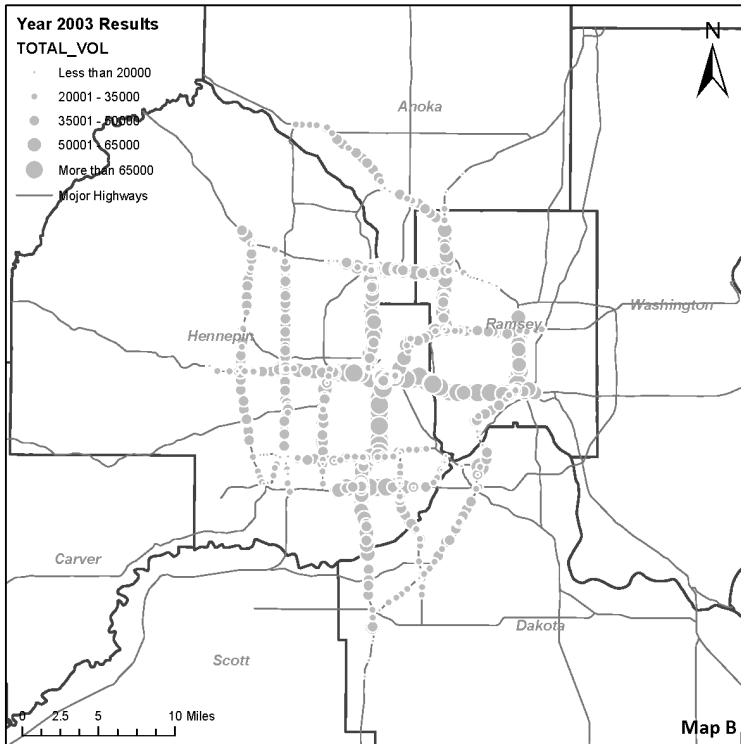 Year 2003 Results
TOTAL_VOL
Less than 20000
20001 - 35000
35001 - 50000
50001 - 65000
More than 65000
Mojor Highways
N
Anoka
Washington
Ramsey
Hennepin
Carver
Dakota
Scott
0 2.5 5 10 Miles
Map B